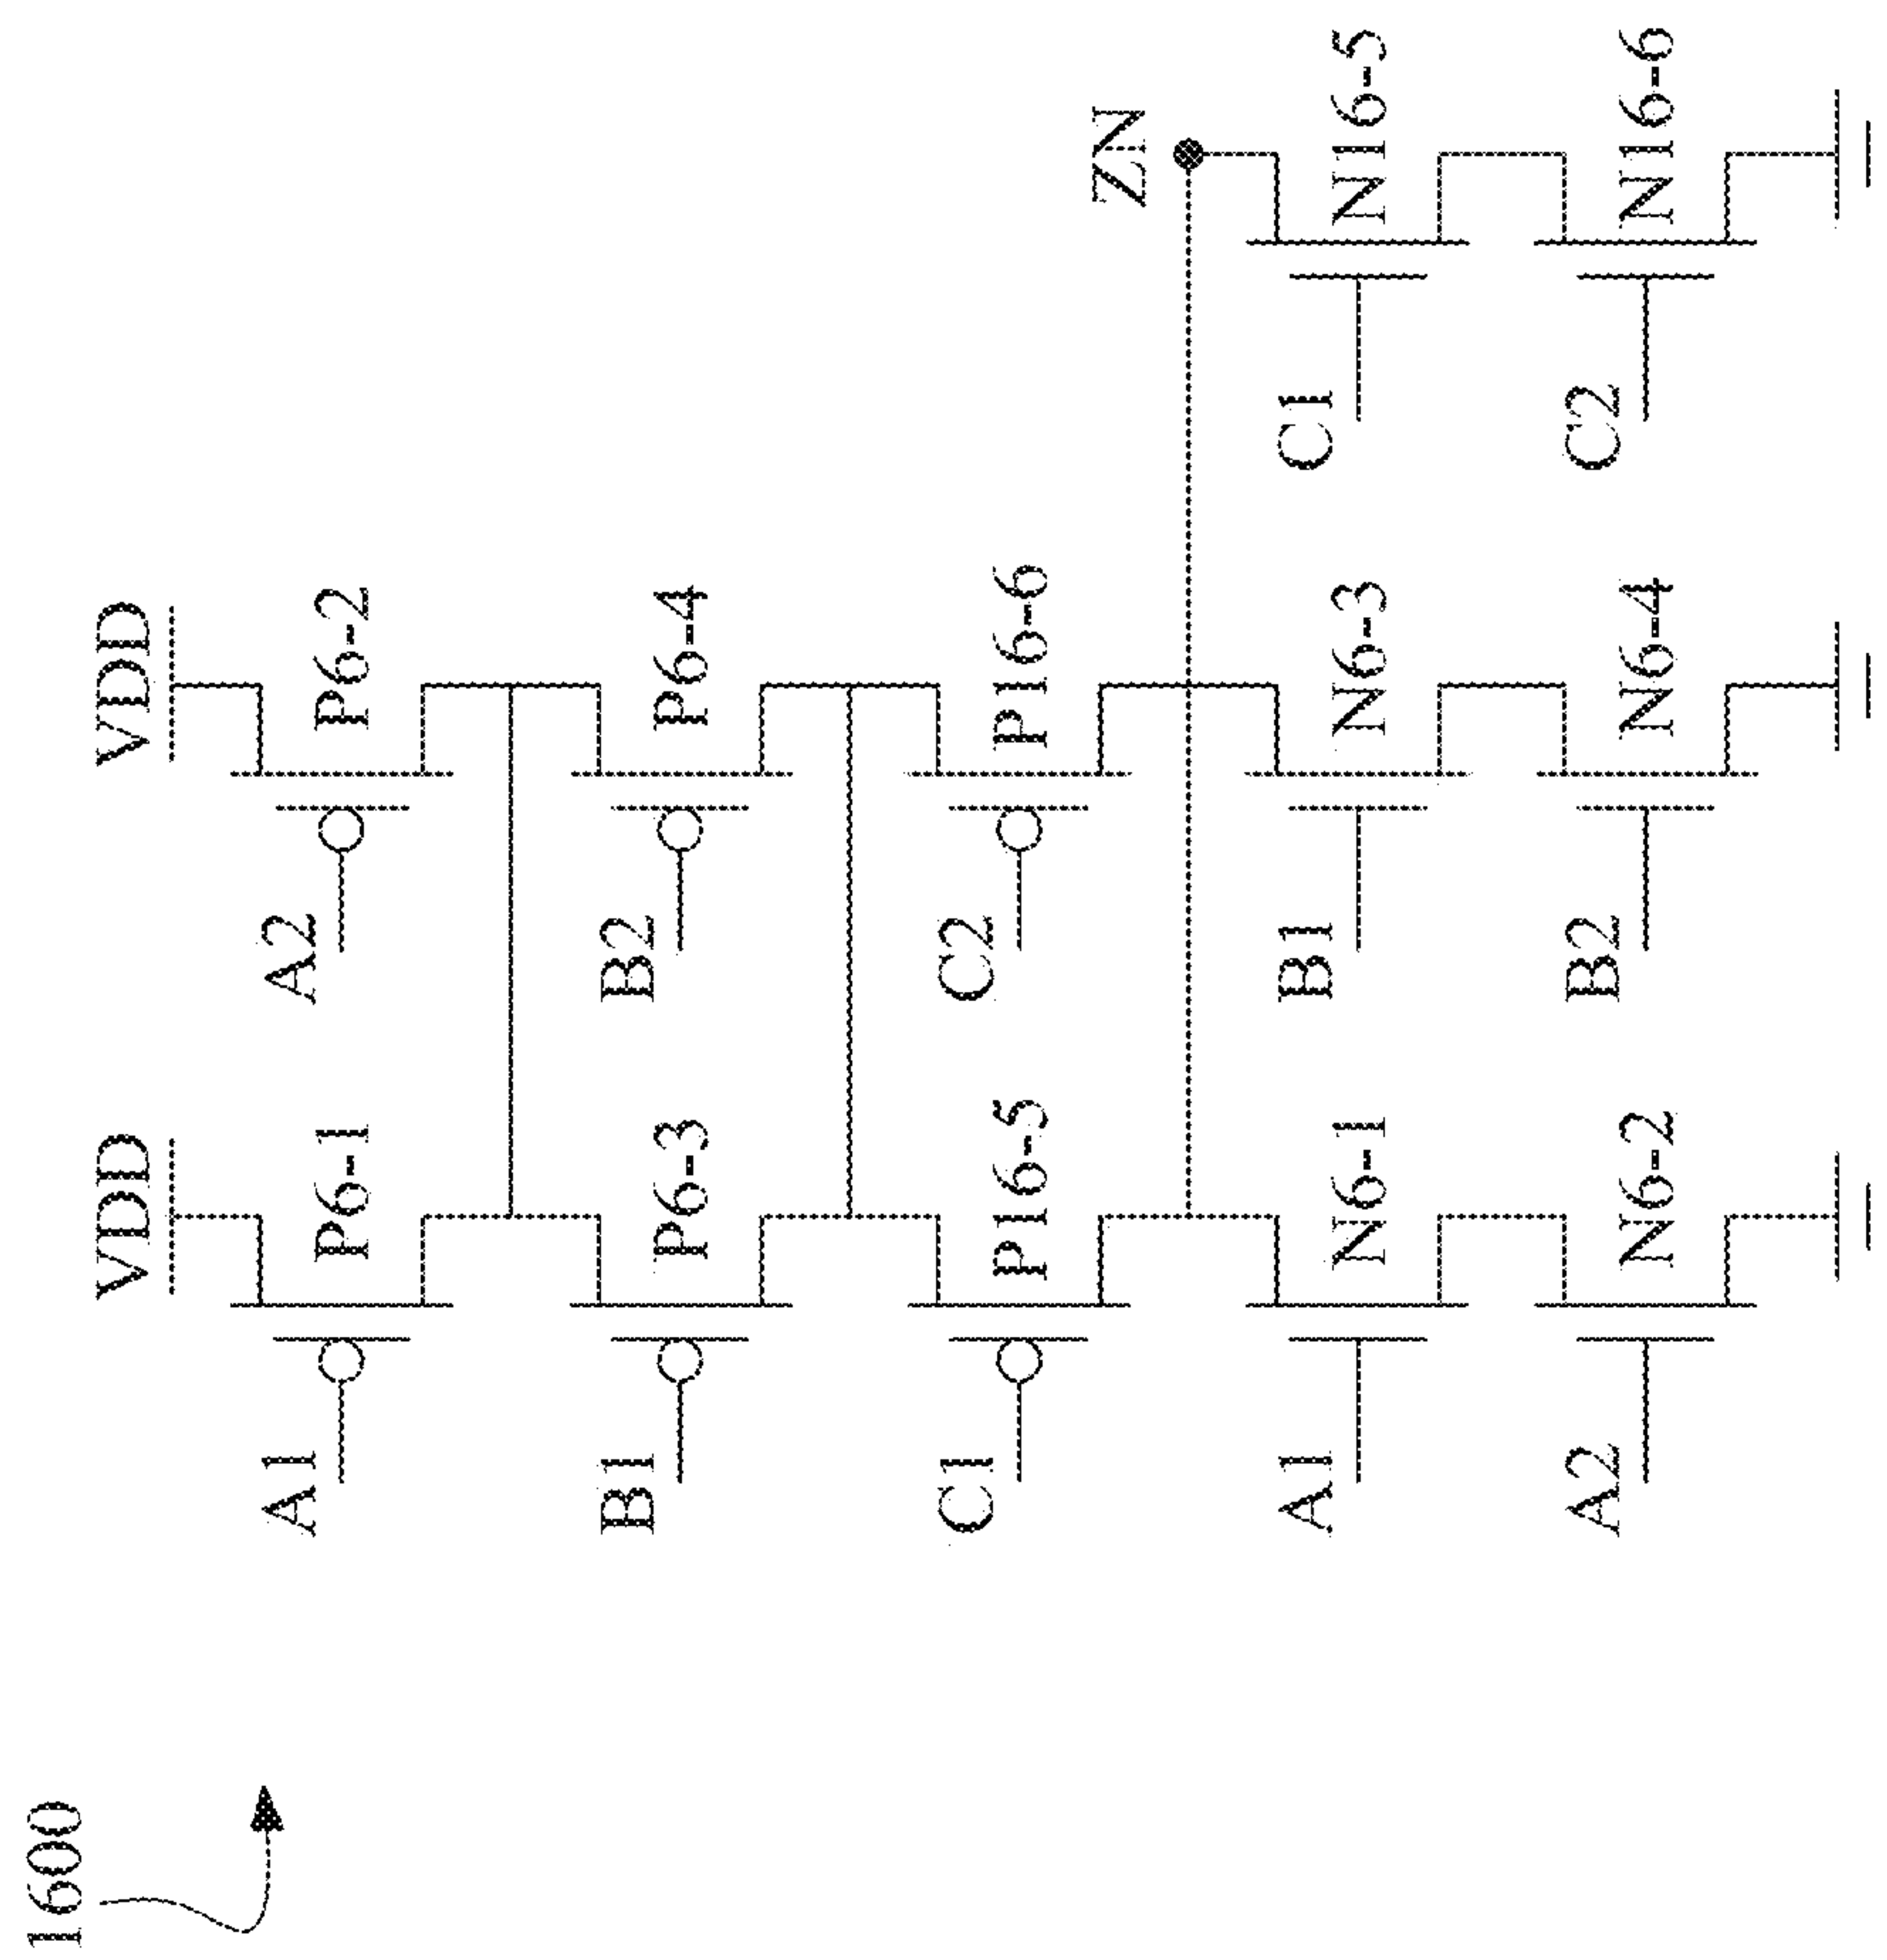 1600
VDD
VDD
A1
P6-1
A2
P6-2
B1
P6-3
B2
P6-4
C1
P16-5
C2
P16-6
ZN
A1
N6-1
B1
N6-3
C1
N16-5
A2
N6-2
B2
N6-4
C2
N16-6